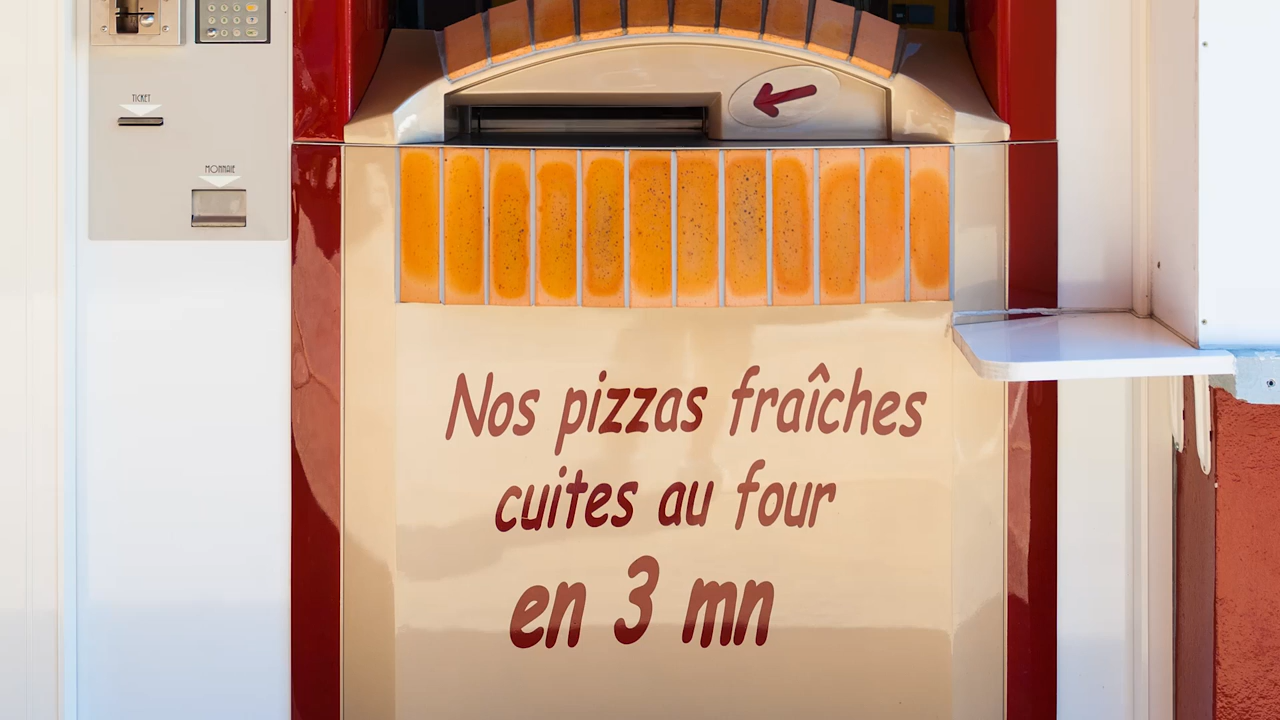 TICKET
MONNAIE
Nos pizzas fraîches
cuites au four
en 3 mn